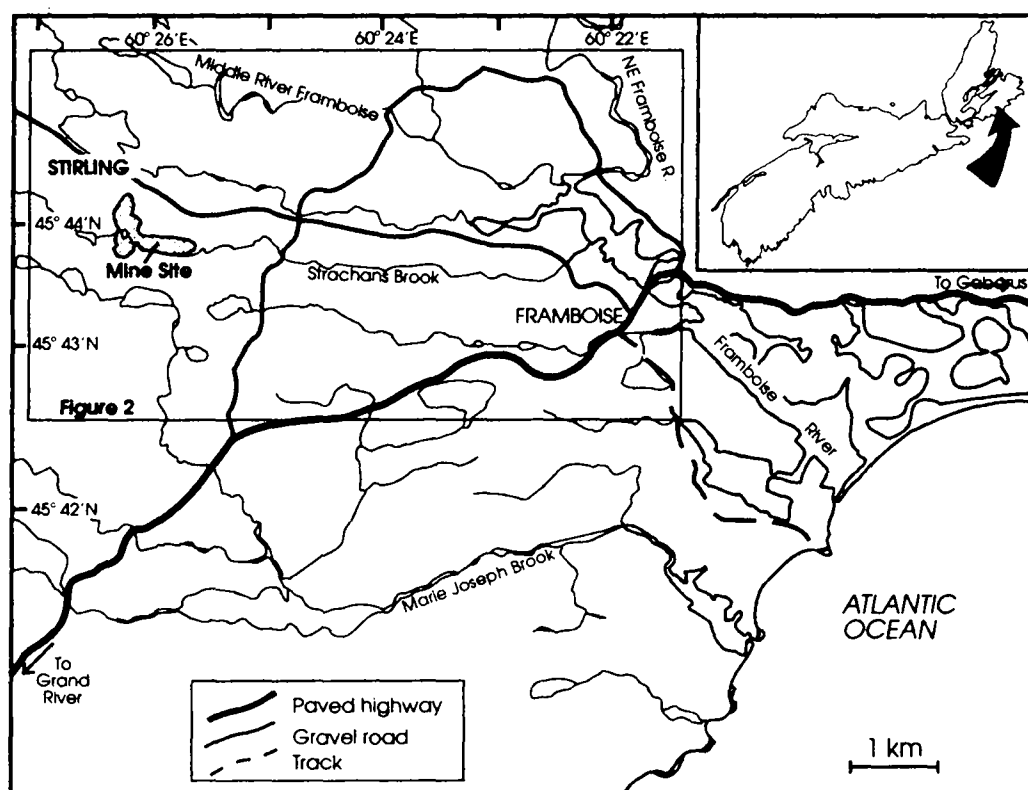 60° 26'E
60° 24'E
60° 22'E
Middle River Framboise
NE Framboise R.
STIRLING
45° 44'N
Mine Site
Strachans Brook
To Gabarus
FRAMBOISE
45° 43'N
Framboise River
Figure 2
45° 42'N
Marie Joseph Brook
ATLANTIC
OCEAN
To
Grand
River
Paved highway
Gravel road
Track
1 km